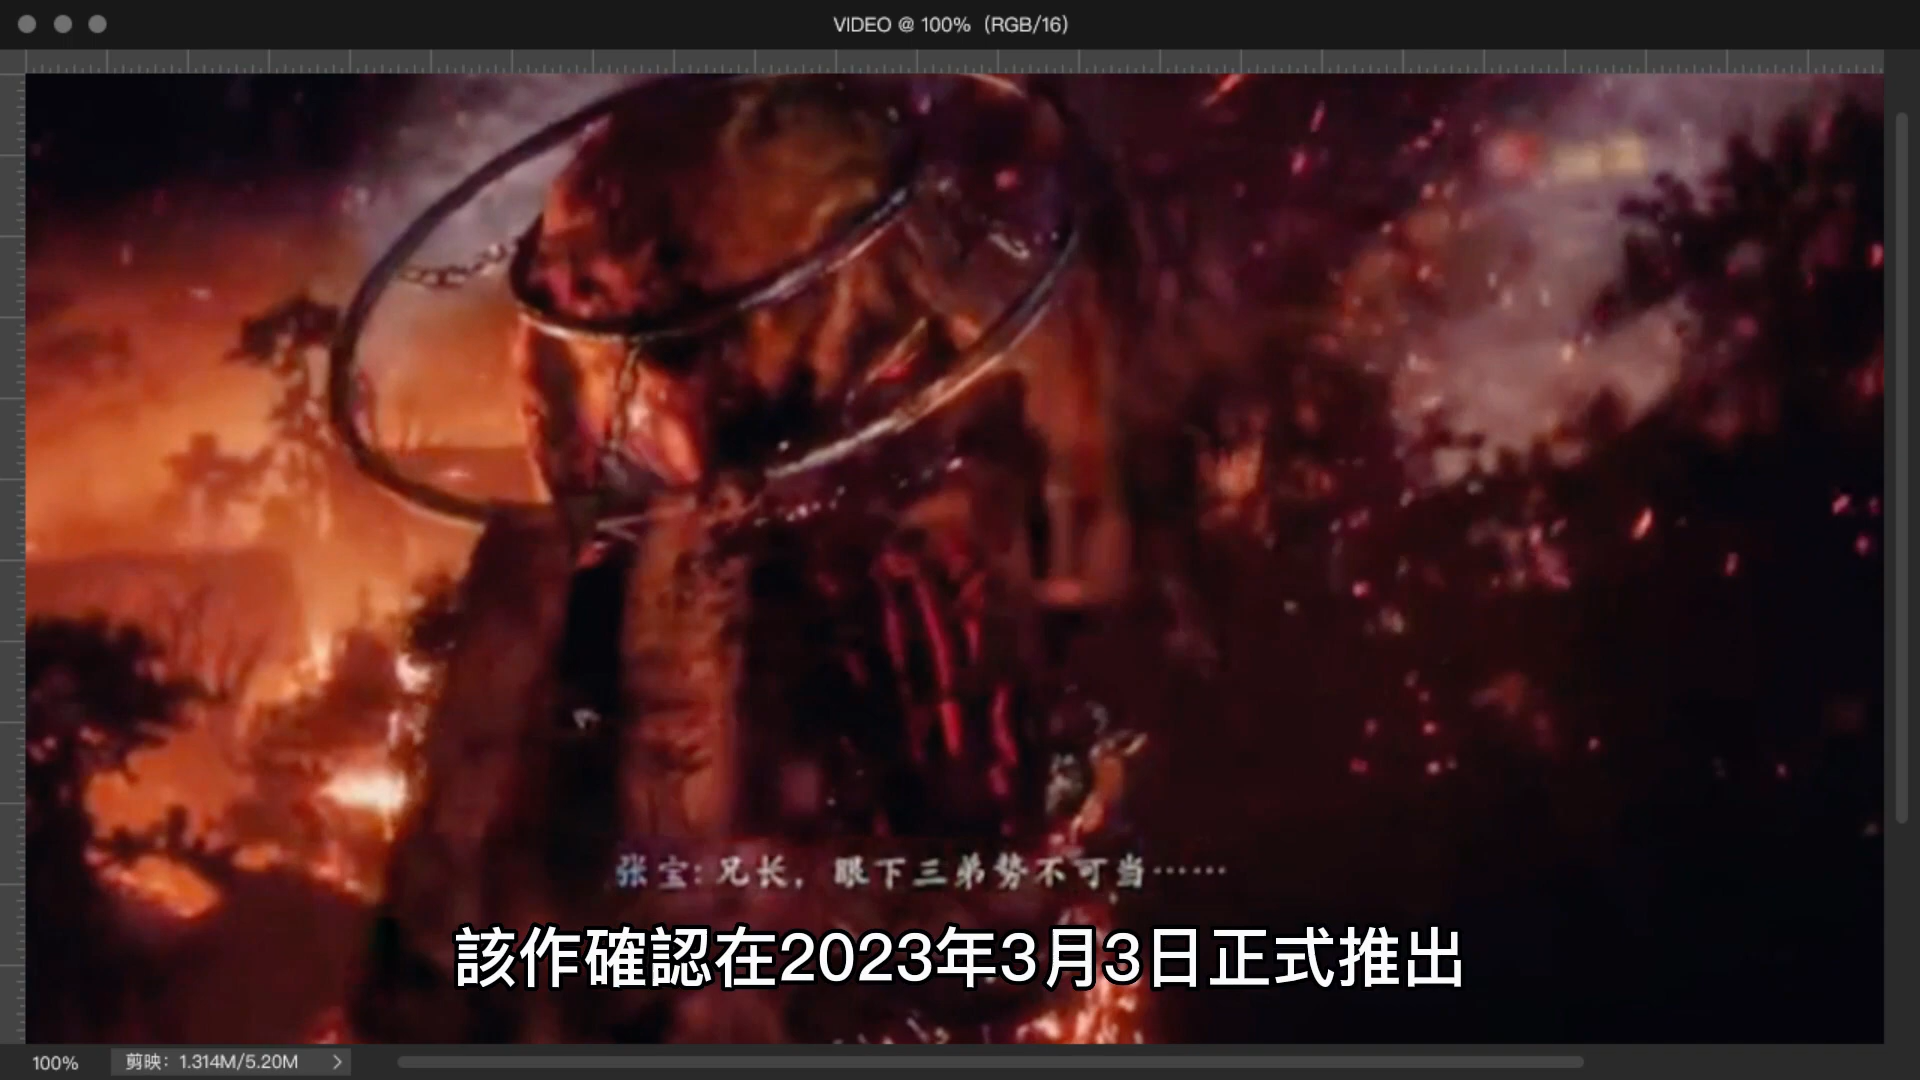 VIDEO @ 100%（RGB/16)
张宝：兄长，眼下三弟势不可当……
該作確認在2023年3月3日正式推出
100% 剪映：1.314M/5.20M